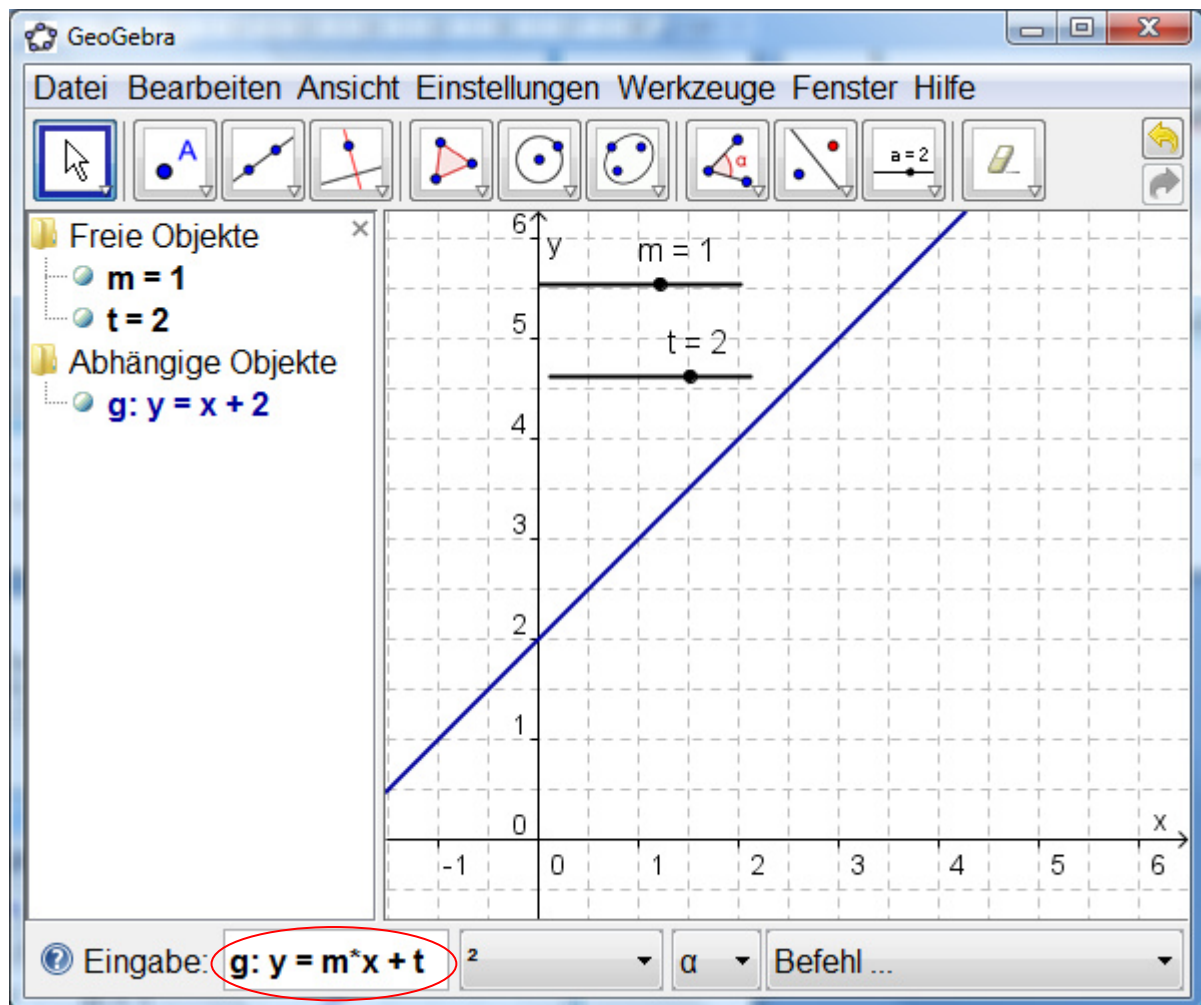 GeoGebra
Datei Bearbeiten Ansicht Einstellungen Werkzeuge Fenster Hilfe
A
α
a = 2
Freie Objekte
m = 1
t = 2
Abhängige Objekte
g: y = x + 2
y
m = 1
t = 2
6
5
4
3
2
1
0
x
-1 0 1 2 3 4 5 6
Eingabe: g: y = m*x + t ² α Befehl ...